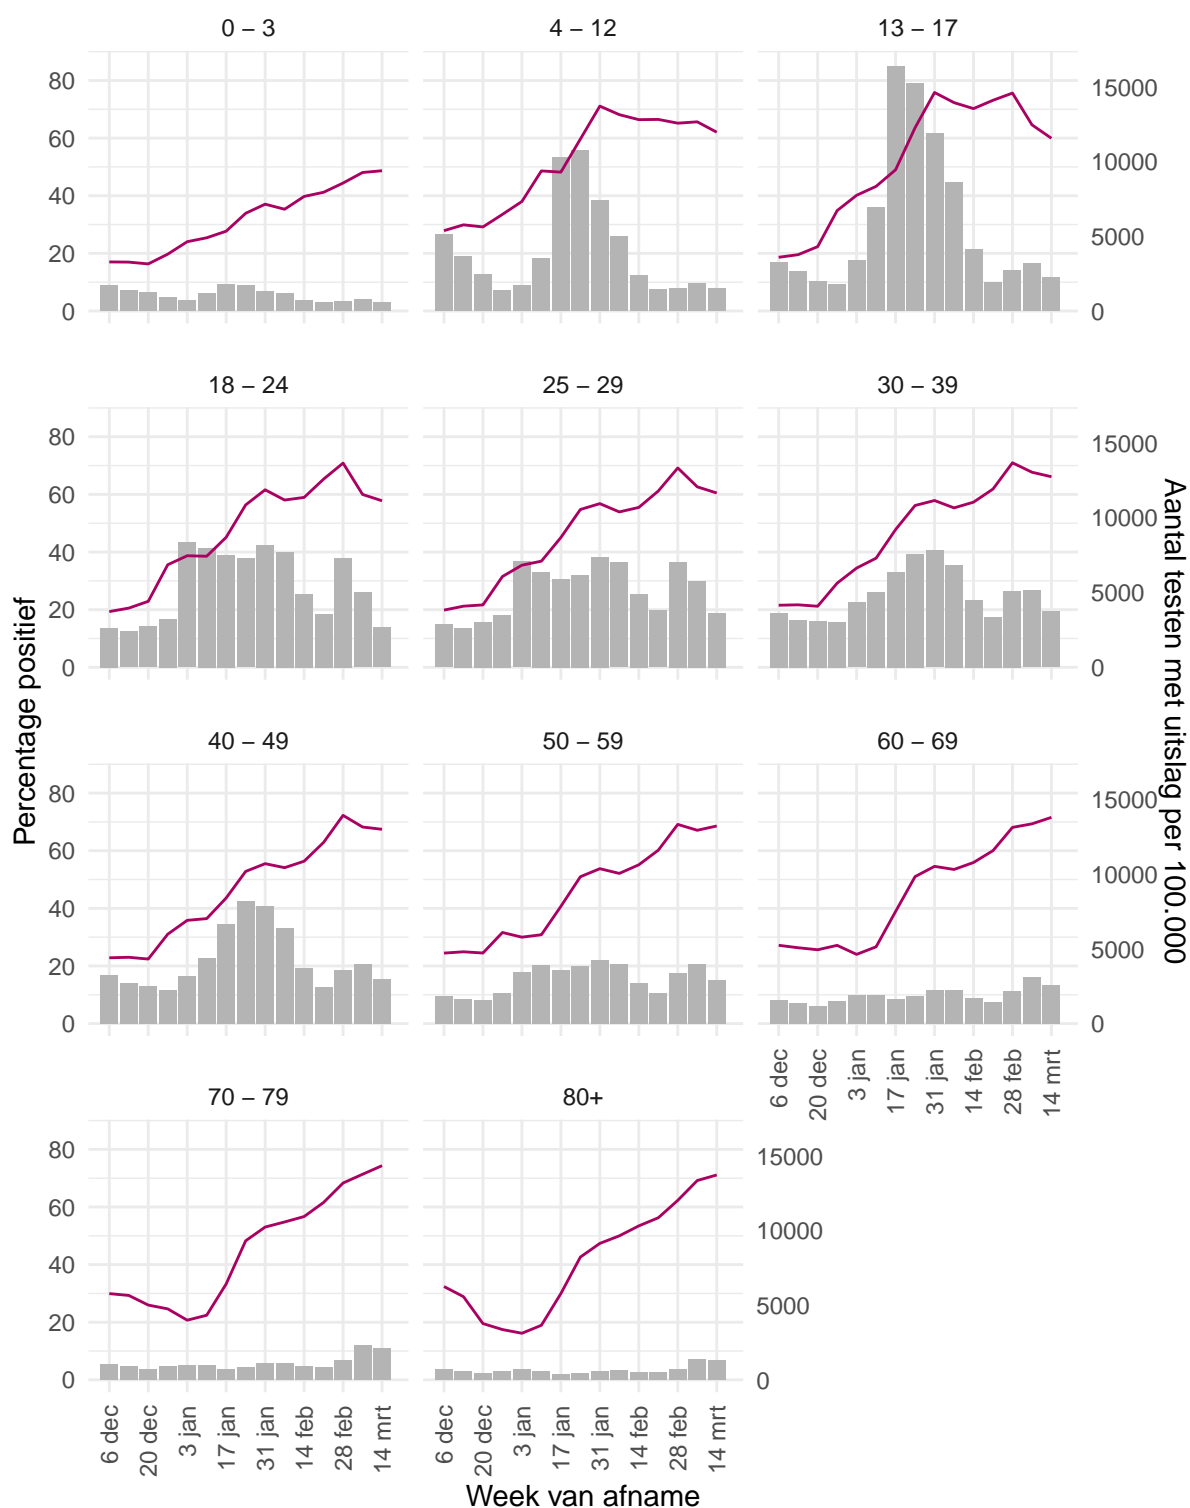 0 – 3
4 – 12
13 – 17
80
60
40
20
0
15000
10000
5000
0
18 – 24
25 – 29
30 – 39
80
60
40
20
0
15000
10000
5000
0
40 – 49
50 – 59
60 – 69
80
60
40
20
0
15000
10000
5000
0
6 dec
20 dec
3 jan
17 jan
31 jan
14 feb
28 feb
14 mrt
70 – 79
80+
80
60
40
20
0
15000
10000
5000
0
6 dec
20 dec
3 jan
17 jan
31 jan
14 feb
28 feb
14 mrt
6 dec
20 dec
3 jan
17 jan
31 jan
14 feb
28 feb
14 mrt
Week van afname
Percentage positief
Aantal testen met uitslag per 100.000